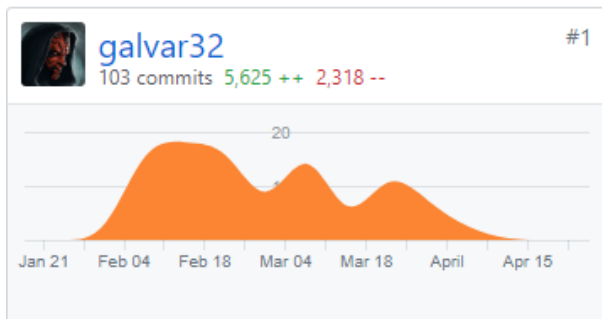 galvar32
#1
103 commits 5,625 ++ 2,318 --
20
Jan 21 Feb 04 Feb 18 Mar 04 Mar 18 April Apr 15